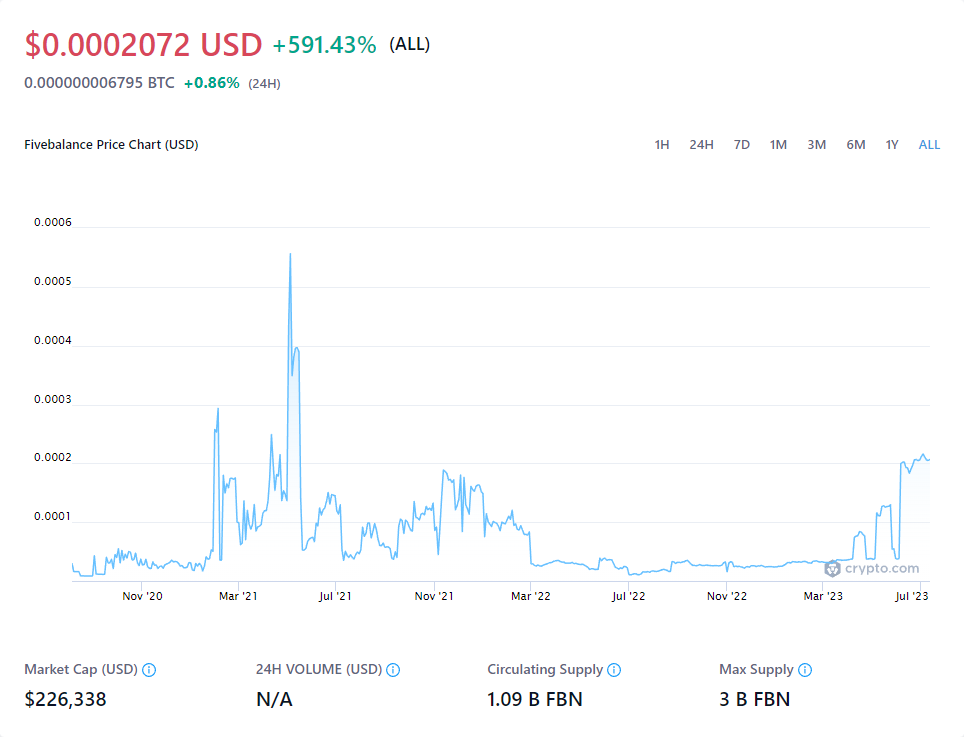 $0.0002072 USD +591.43% (ALL)
0.000000006795 BTC +0.86% (24H)
Fivebalance Price Chart (USD) 1H 24H 7D 1M 3M 6M 1Y ALL
0.0006
0.0005
0.0004
0.0003
0.0002
0.0001
crypto.com
Nov '20 Mar '21 Jul '21 Nov '21 Mar '22 Jul '22 Nov '22 Mar '23 Jul '23
Market Cap (USD) 24H VOLUME (USD) Circulating Supply Max Supply
$226,338 N/A 1.09 B FBN 3 B FBN